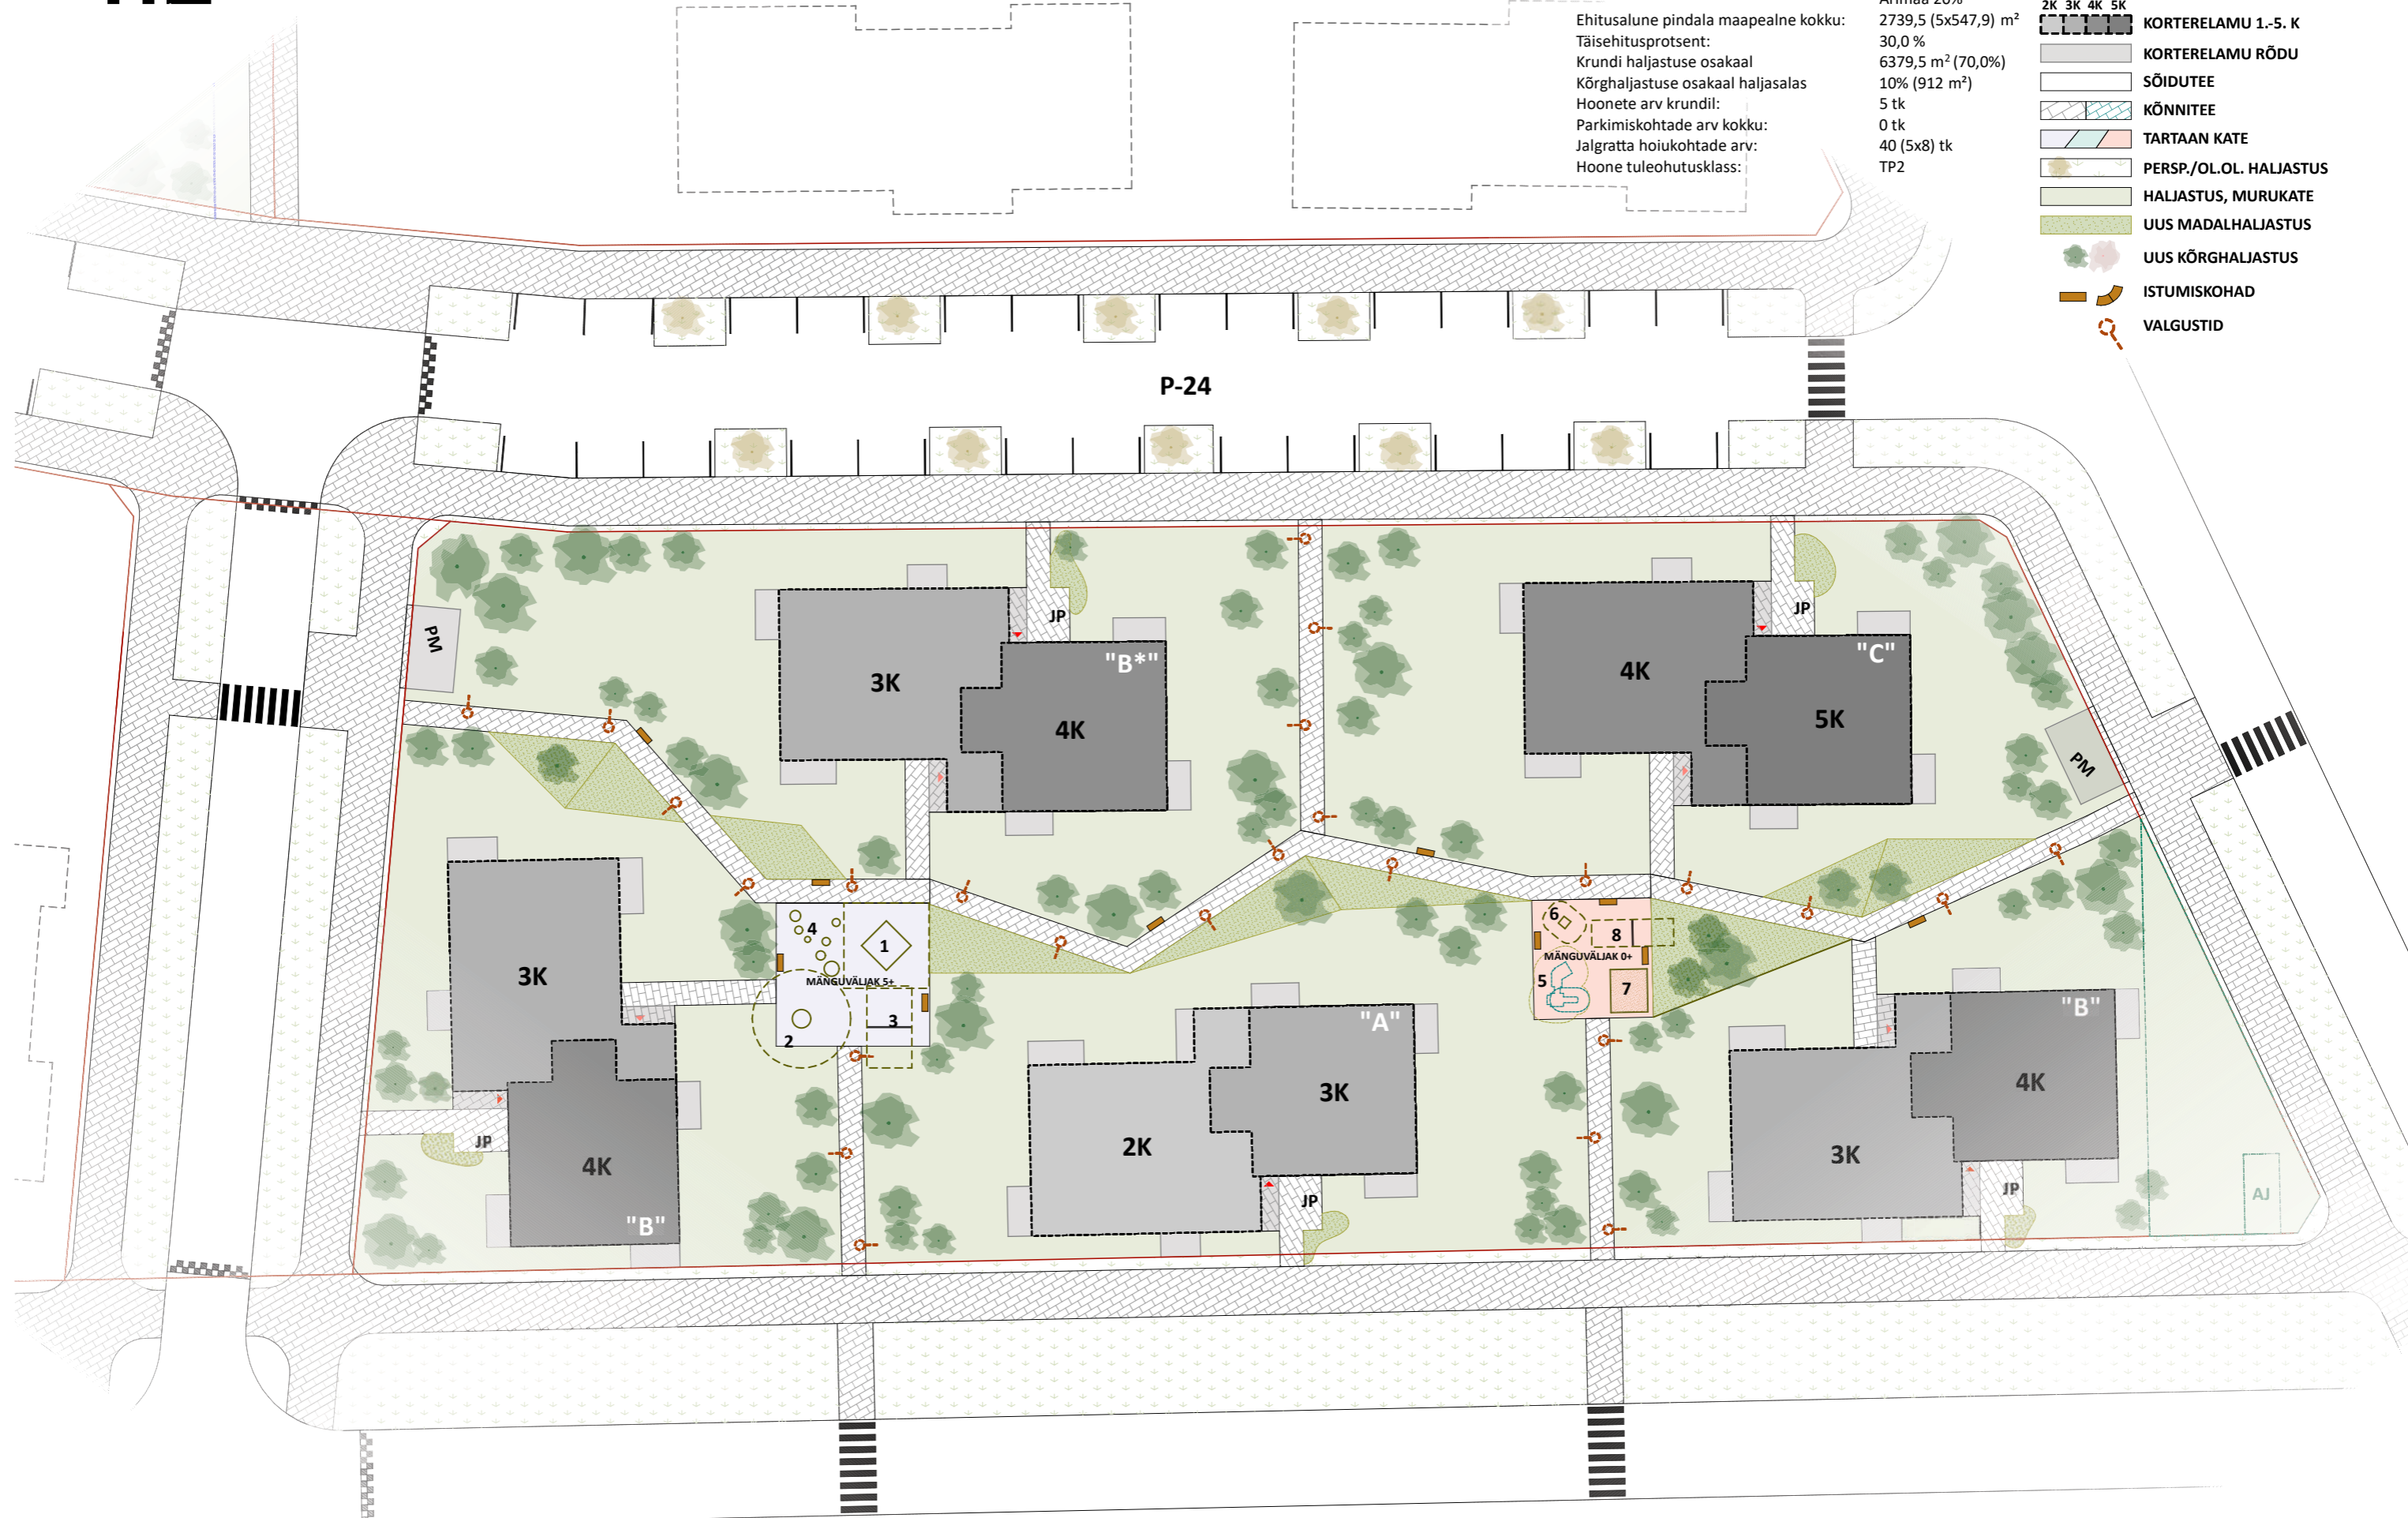 Ärimaa 20%
Ehitusalune pindala maapealne kokku: 2739,5 (5x547,9) m²
Täisehitusprotsent: 30,0 %
Krundi haljastuse osakaal 6379,5 m² (70,0%)
Kõrghaljastuse osakaal haljasalas 10% (912 m²)
Hoonete arv krundil: 5 tk
Parkimiskohtade arv kokku: 0 tk
Jalgratta hoiukohtade arv: 40 (5x8) tk
Hoone tuleohutusklass: TP2
2K 3K 4K 5K
KORTERELAMU 1.-5. K
KORTERELAMU RÕDU
SÕIDUTEE
KÕNNITEE
TARTAAN KATE
PERSP./OL.OL. HALJASTUS
HALJASTUS, MURUKATE
UUS MADALHALJASTUS
UUS KÕRGHALJASTUS
ISTUMISKOHAD
VALGUSTID
P-24
PM
JP
3K
"B*"
4K
JP
4K
"C"
5K
PM
3K
JP
4K
"B"
4
1
MÄNGUVÄLJAK 5+
2
3
6
8
MÄNGUVÄLJAK 0+
5
7
"A"
3K
2K
JP
"B"
4K
3K
JP
AJ